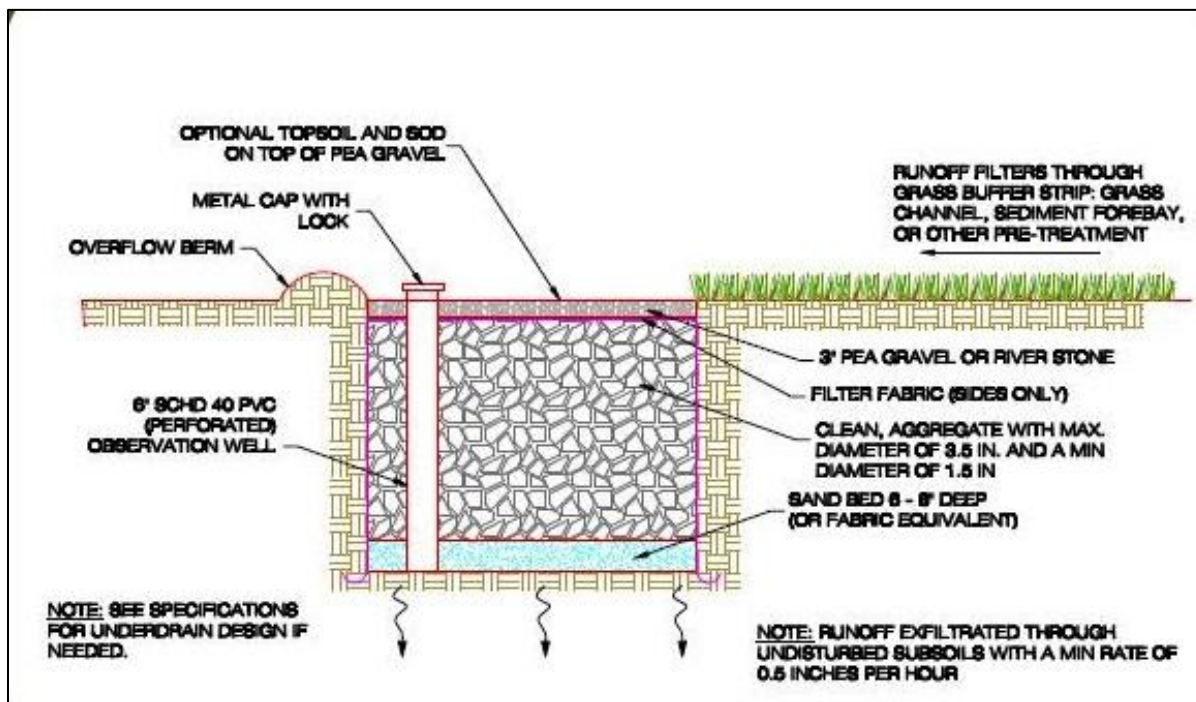 OPTIONAL TOPSOIL AND SOD
ON TOP OF PEA GRAVEL
METAL CAP WITH
LOCK
OVERFLOW BERM
RUNOFF FILTERS THROUGH
GRASS BUFFER STRIP: GRASS
CHANNEL, SEDIMENT FOREBAY,
OR OTHER PRE-TREATMENT
3" PEA GRAVEL OR RIVER STONE
FILTER FABRIC (SIDES ONLY)
6" SCHD 40 PVC
(PERFORATED)
OBSERVATION WELL
CLEAN, AGGREGATE WITH MAX.
DIAMETER OF 3.5 IN. AND A MIN
DIAMETER OF 1.5 IN
SAND BED 6 - 8" DEEP
(OR FABRIC EQUIVALENT)
NOTE: SEE SPECIFICATIONS
FOR UNDERDRAIN DESIGN IF
NEEDED.
NOTE: RUNOFF EXFILTRATED THROUGH
UNDISTURBED SUBSOILS WITH A MIN RATE OF
0.5 INCHES PER HOUR